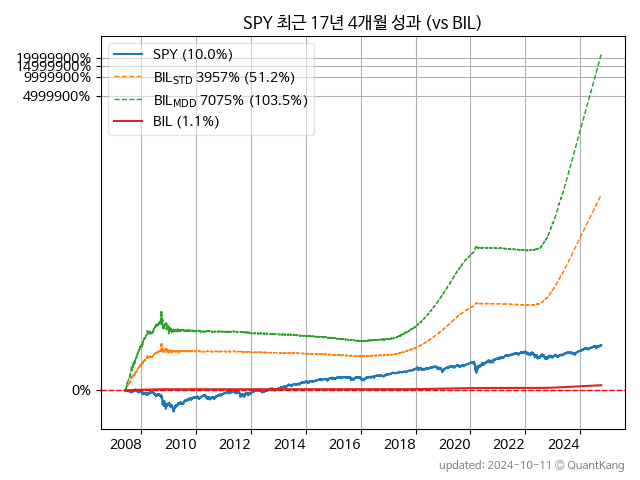 SPY 최근 17년 4개월 성과 (vs BIL)
SPY (10.0%)
BIL_STD 3957% (51.2%)
BIL_MDD 7075% (103.5%)
BIL (1.1%)
19999900%
14999900%
9999900%
4999900%
0%
2008 2010 2012 2014 2016 2018 2020 2022 2024
updated: 2024-10-11 © QuantKang